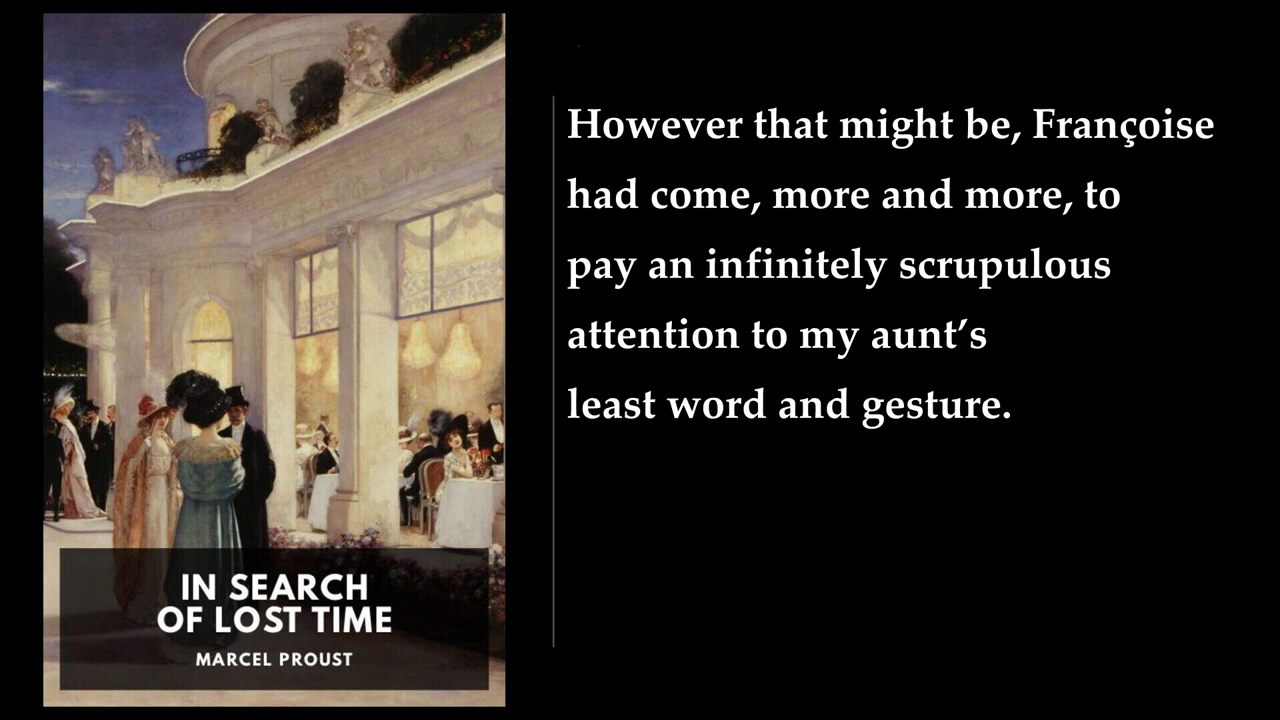 IN SEARCH
OF LOST TIME
MARCEL PROUST
However that might be, Françoise
had come, more and more, to
pay an infinitely scrupulous
attention to my aunt’s
least word and gesture.